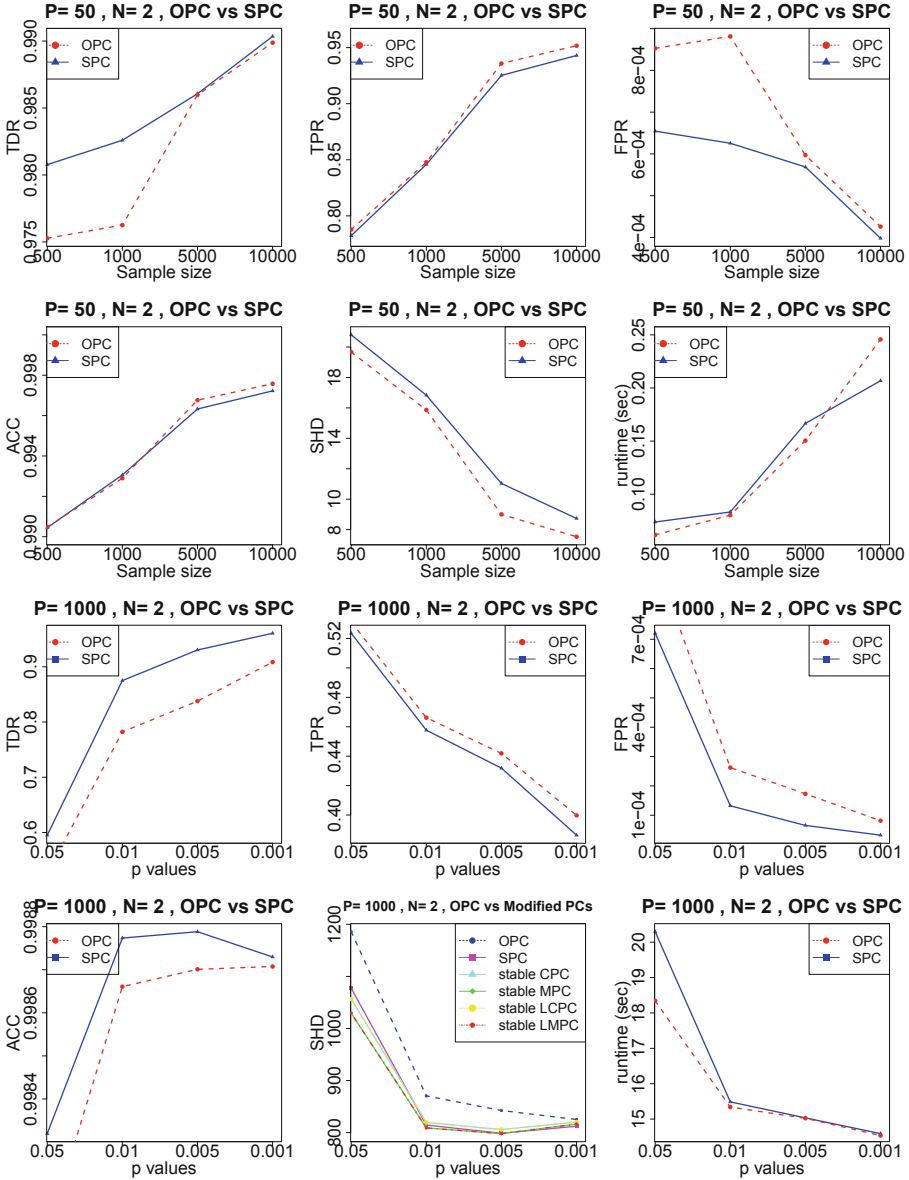 P= 50 , N= 2 , OPC vs SPC
OPC
SPC
TDR
0.990
0.985
0.980
0.975
500 1000 5000 10000
Sample size
P= 50 , N= 2 , OPC vs SPC
OPC
SPC
TPR
0.95
0.90
0.85
0.80
500 1000 5000 10000
Sample size
P= 50 , N= 2 , OPC vs SPC
OPC
SPC
FPR
8e−04
6e−04
4e−04
500 1000 5000 10000
Sample size
P= 50 , N= 2 , OPC vs SPC
OPC
SPC
ACC
0.998
0.994
0.990
500 1000 5000 10000
Sample size
P= 50 , N= 2 , OPC vs SPC
OPC
SPC
SHD
18
14
10
8
500 1000 5000 10000
Sample size
P= 50 , N= 2 , OPC vs SPC
OPC
SPC
runtime (sec)
0.25
0.20
0.15
0.10
500 1000 5000 10000
Sample size
P= 1000 , N= 2 , OPC vs SPC
OPC
SPC
TDR
0.9
0.8
0.7
0.6
0.05 0.01 0.005 0.001
p values
P= 1000 , N= 2 , OPC vs SPC
OPC
SPC
TPR
0.52
0.48
0.44
0.40
0.05 0.01 0.005 0.001
p values
P= 1000 , N= 2 , OPC vs SPC
OPC
SPC
FPR
7e−04
4e−04
1e−04
0.05 0.01 0.005 0.001
p values
P= 1000 , N= 2 , OPC vs SPC
OPC
SPC
ACC
0.9988
0.9986
0.9984
0.05 0.01 0.005 0.001
p values
P= 1000 , N= 2 , OPC vs Modified PCs
OPC
SPC
stable CPC
stable MPC
stable LCPC
stable LMPC
SHD
1200
1000
900
800
0.05 0.01 0.005 0.001
p values
P= 1000 , N= 2 , OPC vs SPC
OPC
SPC
runtime (sec)
20
19
18
17
16
15
0.05 0.01 0.005 0.001
p values